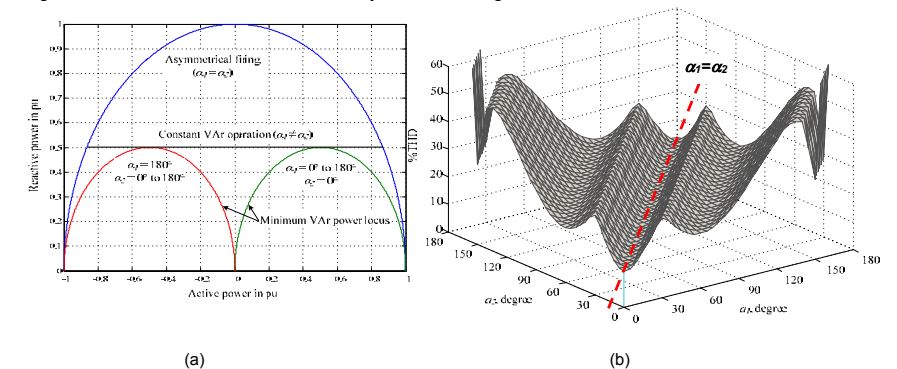 1
0.9
0.8
0.7
0.6
0.5
0.4
0.3
0.2
0.1
0
Reactive power in pu
Asymmetrical firing
(α₁=α₂)
Constant VAr opration (α₁≠α₂)
α₁=180°
α₂=0° to 180°
α₁=0° to 180°
α₂=0°
Minimum VAr power locus
-1 -0.8 -0.6 -0.4 -0.2 0 0.2 0.4 0.6 0.8 1
Active power in pu
(a)
60
50
40
30
20
10
0
% THD
α₁=α₂
180
150
120
90
60
30
0
α₂, degree
0
30
60
90
120
150
180
α₁, degree
(b)